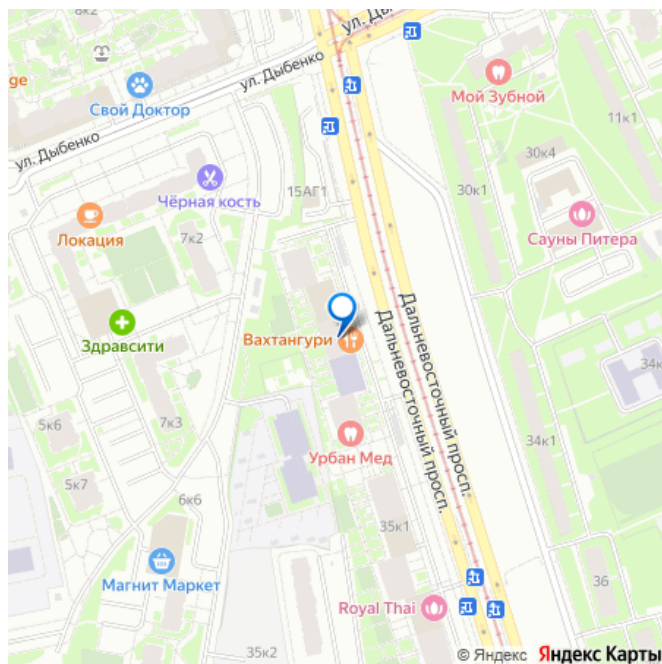 ул. Дыбенко
ул. Дыбенко
ge
Свой Доктор
Мой Зубной
11к1
ул. Дыбенко
30к4
Чёрная кость
15АГ1
30к1
Локация
7к2
Сауны Питера
Дальневосточный просп.
Дальневосточный просп.
Вахтангури
Здравсити
34к
7к3
5к6
34к1
Урбан Мед
5к7
6к6
35к1
Магнит Маркет
36
Royal Thai
35к2
© Яндекс Яндекс Карты